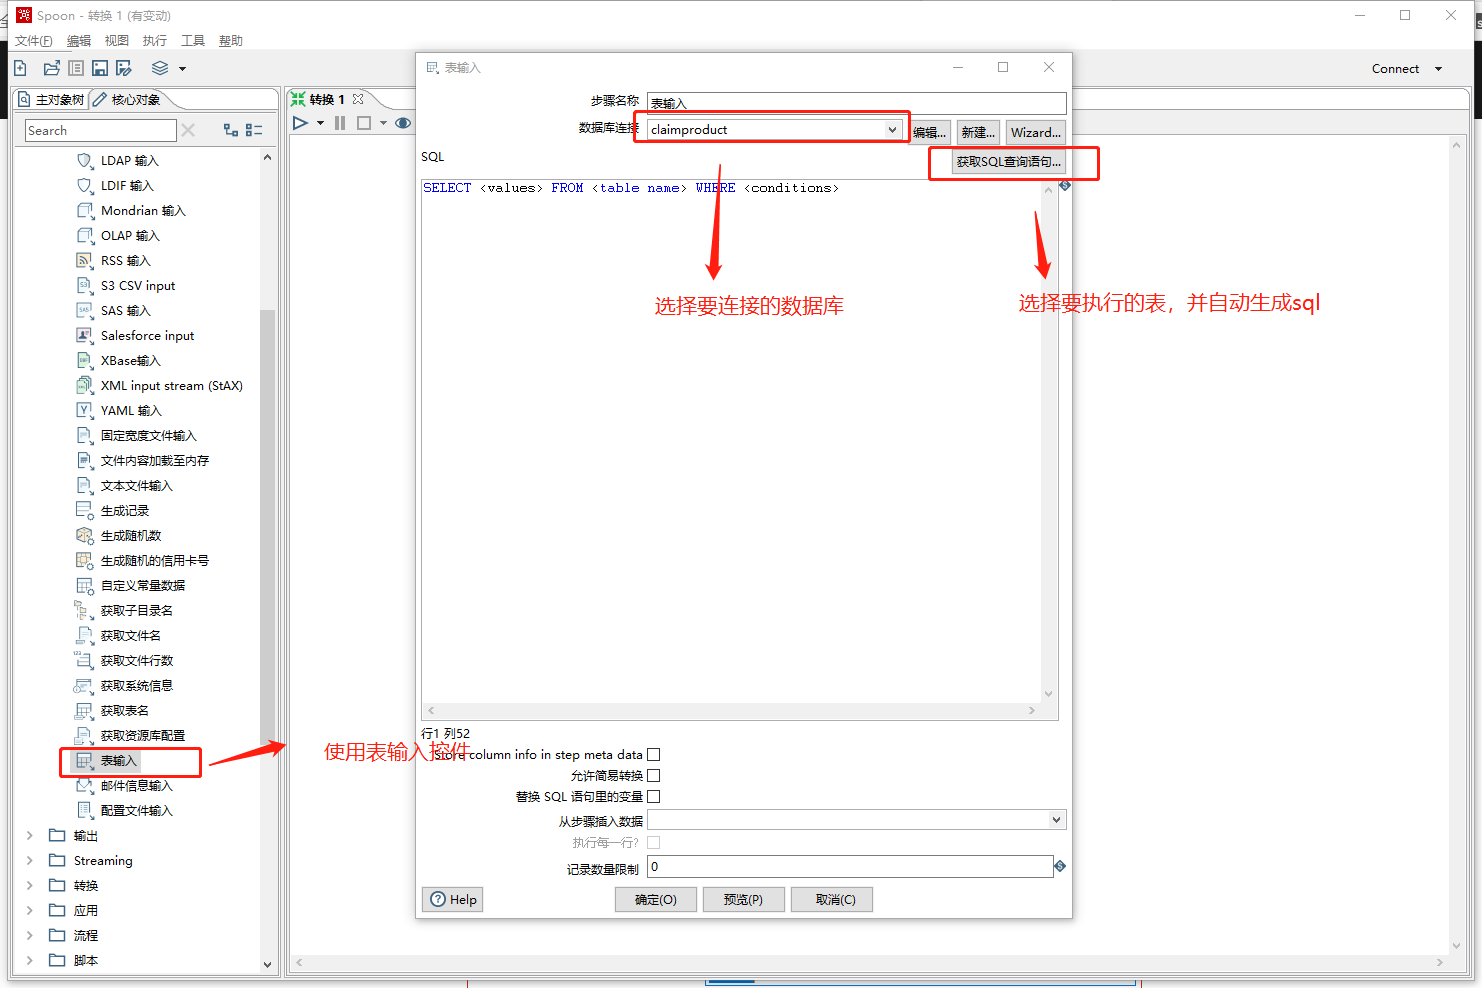 Spoon - 转换 1 (有变动)
文件(F) 编辑 视图 执行 工具 帮助
Connect
主对象树 核心对象
Search
LDAP 输入
LDIF 输入
Mondrian 输入
OLAP 输入
RSS 输入
S3 CSV input
SAS 输入
Salesforce input
XBase输入
XML input stream (StAX)
YAML 输入
固定宽度文件输入
文件内容加载至内存
文本文件输入
生成记录
生成随机数
生成随机的信用卡号
自定义常量数据
获取子目录名
获取文件名
获取文件行数
获取系统信息
获取表名
获取资源库配置
表输入
邮件信息输入
配置文件输入
输出
Streaming
转换
应用
流程
脚本
使用表输入控件
转换 1
表输入
步骤名称 表输入
数据库连接 claimproduct 编辑... 新建... Wizard...
SQL 获取SQL查询语句...
SELECT <values> FROM <table name> WHERE <conditions>
选择要连接的数据库
选择要执行的表，并自动生成sql
行1 列52
Store column info in step meta data
允许简易转换
替换 SQL 语句里的变量
从步骤插入数据
执行每一行?
记录数量限制 0
Help 确定(O) 预览(P) 取消(C)